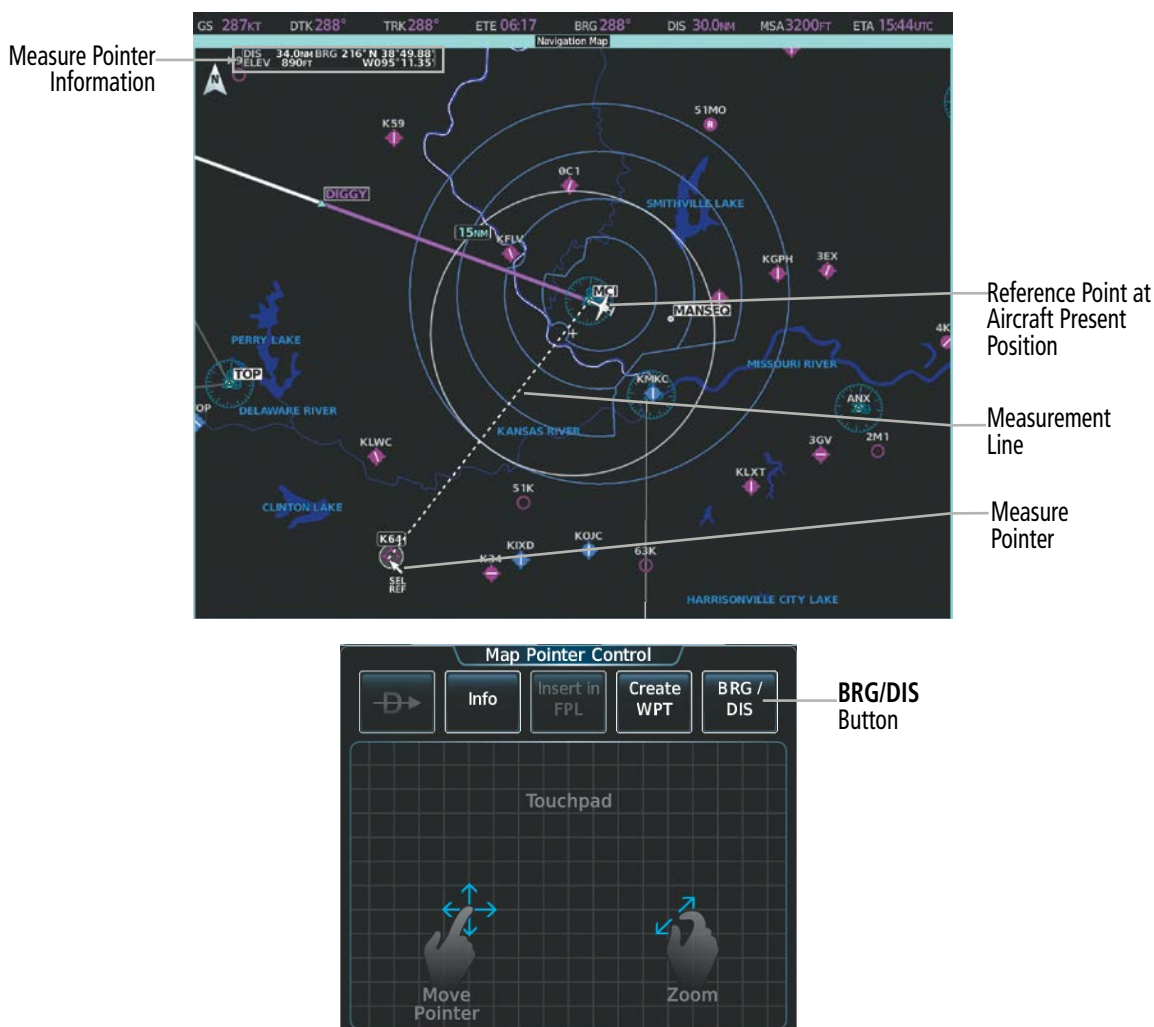 GS 287KT DTK 288° TRK 288° ETE 06:17 BRG 288° DIS 30.0NM MSA 3200FT ETA 15:44UTC
Navigation Map
Measure Pointer
Information
DIS 34.0NM BRG 216° N 38°49.88'
ELEV 890FT W095°11.35'
N
51MO
R
K59
0C1
DIGGY
SMITHVILLE LAKE
15NM
KFLV
KGPH
3EX
MCI
Reference Point at
Aircraft Present
Position
MANSEQ
4K
PERRY LAKE
MISSOURI RIVER
TOP
KMKC
ANX
OP
DELAWARE RIVER
Measurement
Line
KANSAS RIVER
KLWC
3GV
2M1
KLXT
51K
CLINTON LAKE
Measure
Pointer
K64
KIXD
KOJC
K34
63K
SEL
REF
HARRISONVILLE CITY LAKE
Map Pointer Control
D
Info
Insert in
FPL
Create
WPT
BRG /
DIS
BRG/DIS
Button
Touchpad
Move
Pointer
Zoom